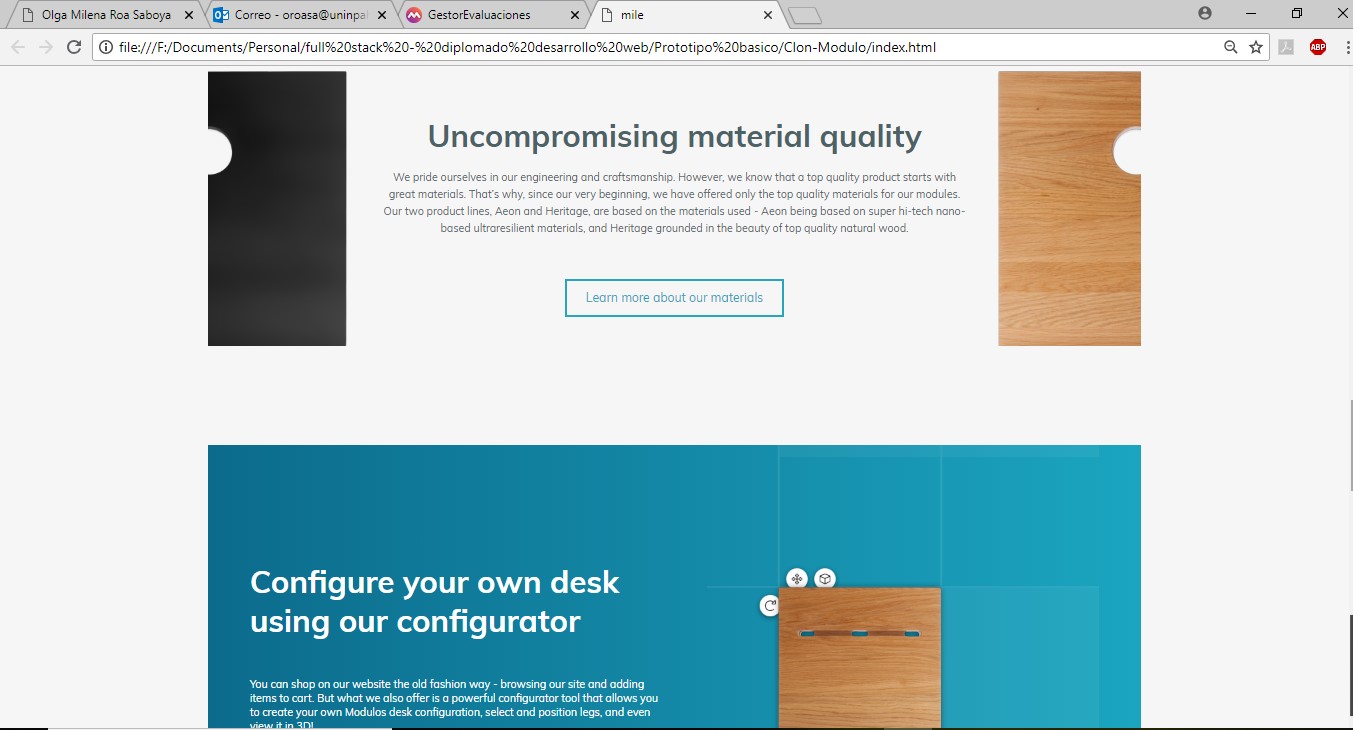 Olga Milena Roa Saboya
Correo - oroasa@uninpa
GestorEvaluaciones
mile
file:///F:/Documents/Personal/full%20stack%20-%20diplomado%20desarrollo%20web/Prototipo%20basico/Clon-Modulo/index.html
ABP
Uncompromising material quality
We pride ourselves in our engineering and craftsmanship. However, we know that a top quality product starts with
great materials. That's why, since our very beginning, we have offered only the top quality materials for our modules.
Our two product lines, Aeon and Heritage, are based on the materials used - Aeon being based on super hi-tech nano-
based ultraresilient materials, and Heritage grounded in the beauty of top quality natural wood.
Learn more about our materials
Configure your own desk
using our configurator
You can shop on our website the old fashion way - browsing our site and adding
items to cart. But what we also offer is a powerful configurator tool that allows you
to create your own Modulos desk configuration, select and position legs, and even
view it in 3D!